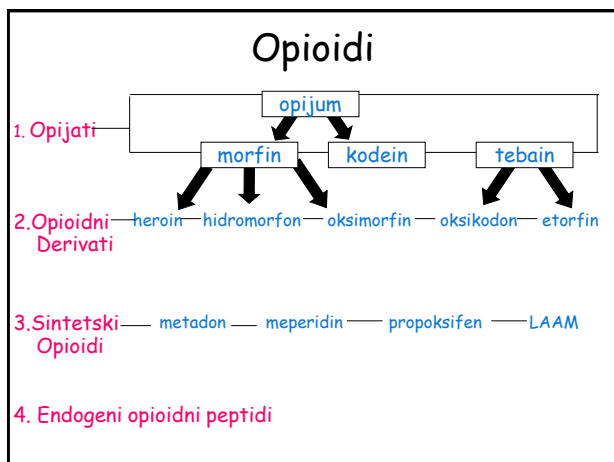 Opioidi
opijum
1. Opijati
morfin kodein tebain
2.Opioidni heroin hidromorfon oksimorfin oksikodon etorfin
Derivati
3.Sintetski metadon meperidin propoksifen LAAM
Opioidi
4. Endogeni opioidni peptidi